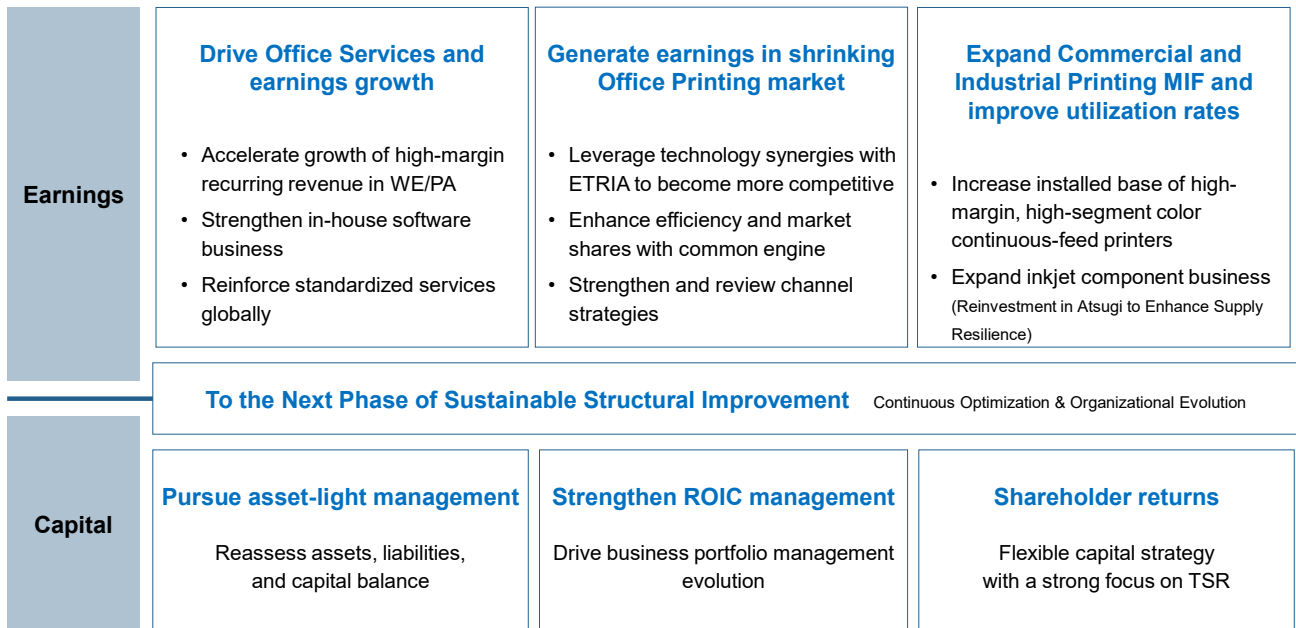 Earnings
Drive Office Services and
earnings growth
• Accelerate growth of high-margin
recurring revenue in WE/PA
• Strengthen in-house software
business
• Reinforce standardized services
globally
Generate earnings in shrinking
Office Printing market
• Leverage technology synergies with
ETRIA to become more competitive
• Enhance efficiency and market
shares with common engine
• Strengthen and review channel
strategies
Expand Commercial and
Industrial Printing MIF and
improve utilization rates
• Increase installed base of high-
margin, high-segment color
continuous-feed printers
• Expand inkjet component business
(Reinvestment in Atsugi to Enhance Supply
Resilience)
To the Next Phase of Sustainable Structural Improvement Continuous Optimization & Organizational Evolution
Capital
Pursue asset-light management
Reassess assets, liabilities,
and capital balance
Strengthen ROIC management
Drive business portfolio management
evolution
Shareholder returns
Flexible capital strategy
with a strong focus on TSR